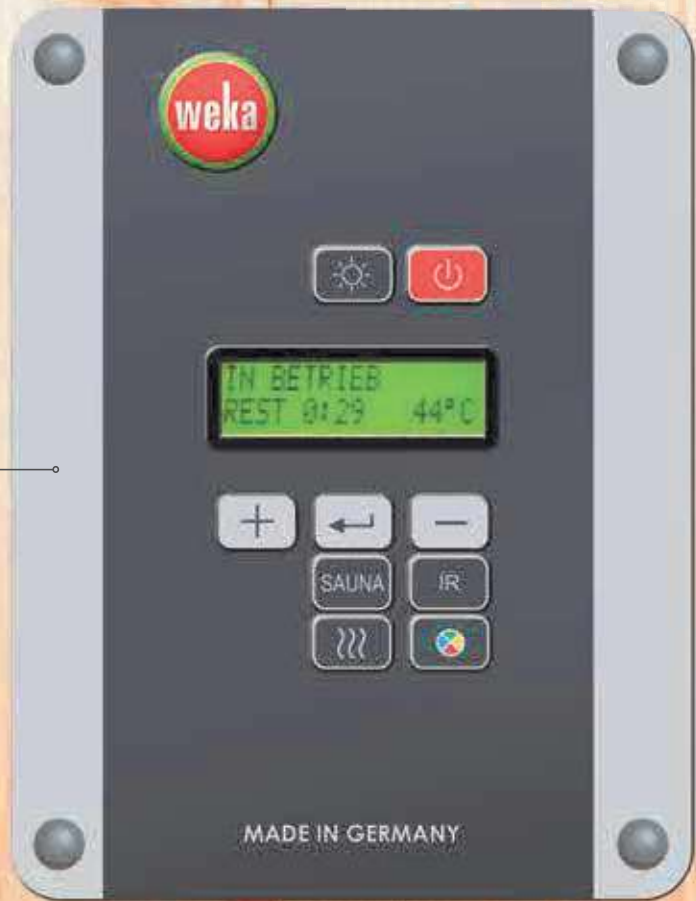 weka
IN BETRIEB
REST 0:29 44°C
SAUNA IR
MADE IN GERMANY